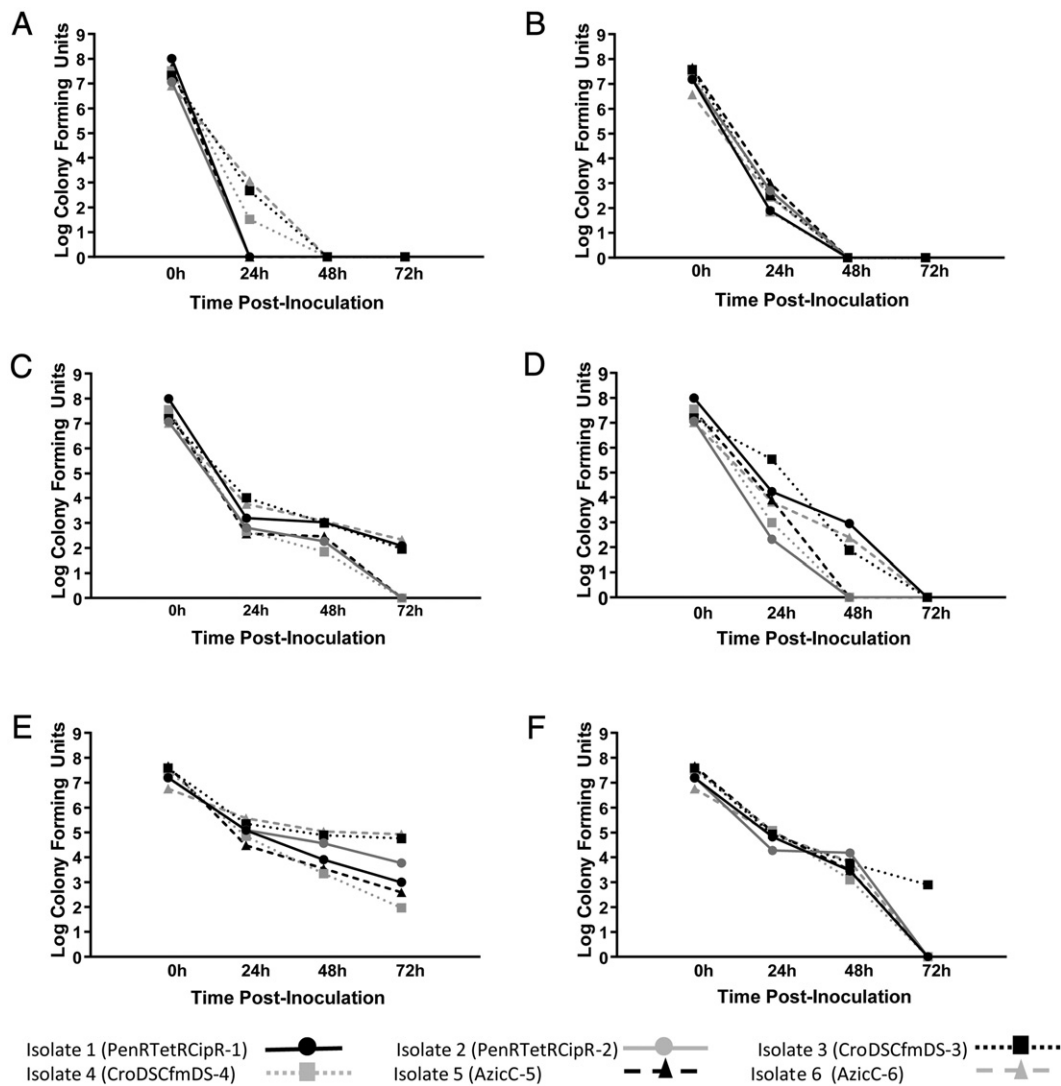 A
Log Colony Forming Units
9
8
7
6
5
4
3
2
1
0
0h 24h 48h 72h
Time Post-Inoculation
B
Log Colony Forming Units
9
8
7
6
5
4
3
2
1
0
0h 24h 48h 72h
Time Post-Inoculation
C
Log Colony Forming Units
9
8
7
6
5
4
3
2
1
0
0h 24h 48h 72h
Time Post-Inoculation
D
Log Colony Forming Units
9
8
7
6
5
4
3
2
1
0
0h 24h 48h 72h
Time Post-Inoculation
E
Log Colony Forming Units
9
8
7
6
5
4
3
2
1
0
0h 24h 48h 72h
Time Post-Inoculation
F
Log Colony Forming Units
9
8
7
6
5
4
3
2
1
0
0h 24h 48h 72h
Time Post-Inoculation
Isolate 1 (PenRTetRCipR-1) Isolate 2 (PenRTetRCipR-2) Isolate 3 (CroDSCfmDS-3)
Isolate 4 (CroDSCfmDS-4) Isolate 5 (AzicC-5) Isolate 6 (AzicC-6)